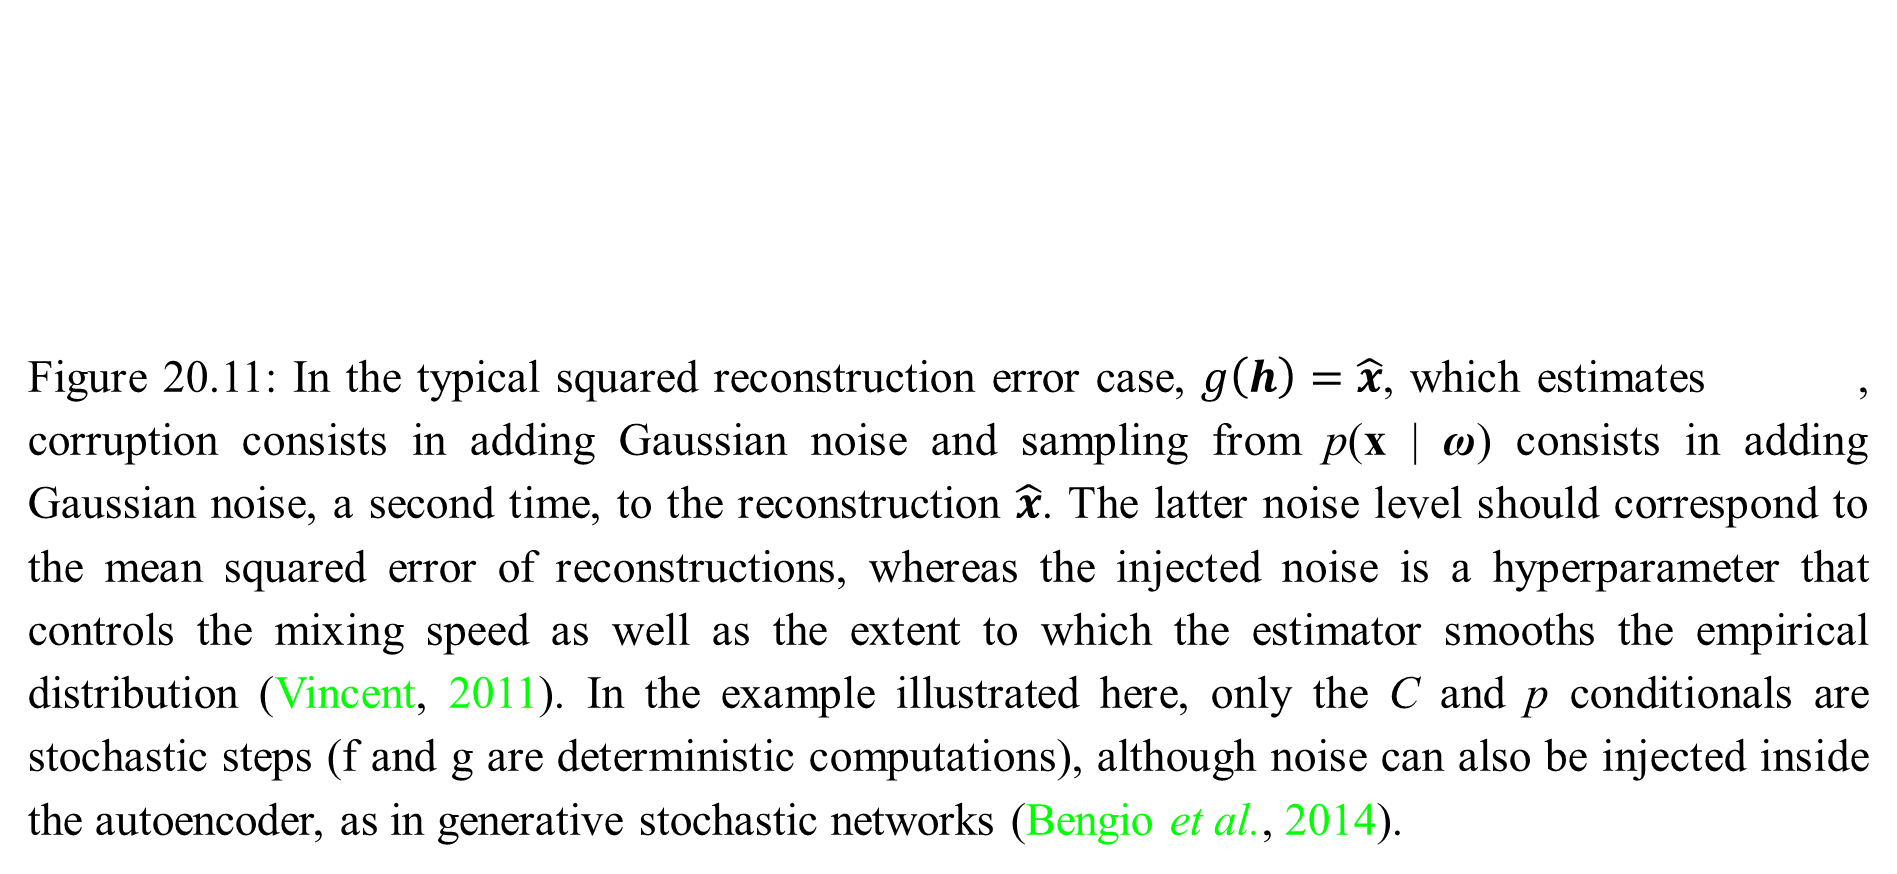 Figure 20.11: In the typical squared reconstruction error case, g(h) = x̂, which estimates ,
corruption consists in adding Gaussian noise and sampling from p(x | ω) consists in adding
Gaussian noise, a second time, to the reconstruction x̂. The latter noise level should correspond to
the mean squared error of reconstructions, whereas the injected noise is a hyperparameter that
controls the mixing speed as well as the extent to which the estimator smooths the empirical
distribution (Vincent, 2011). In the example illustrated here, only the C and p conditionals are
stochastic steps (f and g are deterministic computations), although noise can also be injected inside
the autoencoder, as in generative stochastic networks (Bengio et al., 2014).